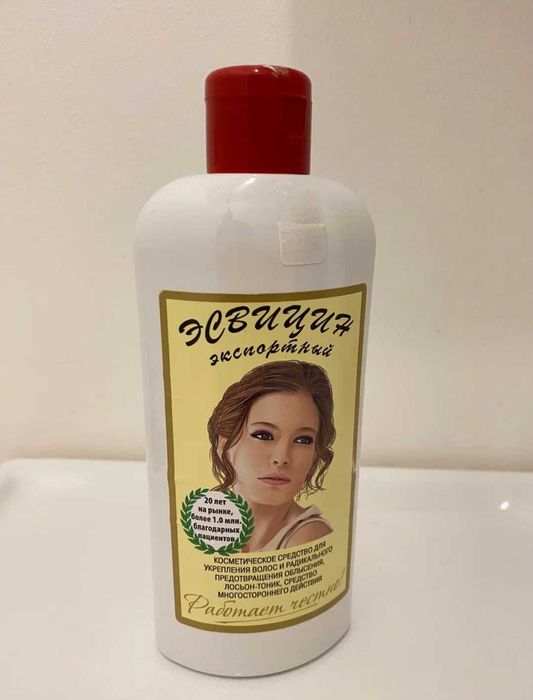 ЭСВИЦИН
экспортный
20 лет
на рынке,
более 1.0 млн.
благодарных
пациентов
КОСМЕТИЧЕСКОЕ СРЕДСТВО ДЛЯ
УКРЕПЛЕНИЯ ВОЛОС И РАДИКАЛЬНОГО
ПРЕДОТВРАЩЕНИЯ ОБЛЫСЕНИЯ,
ЛОСЬОН-ТОНИК, СРЕДСТВО
МНОГОСТОРОННЕГО ДЕЙСТВИЯ
Работает честно!